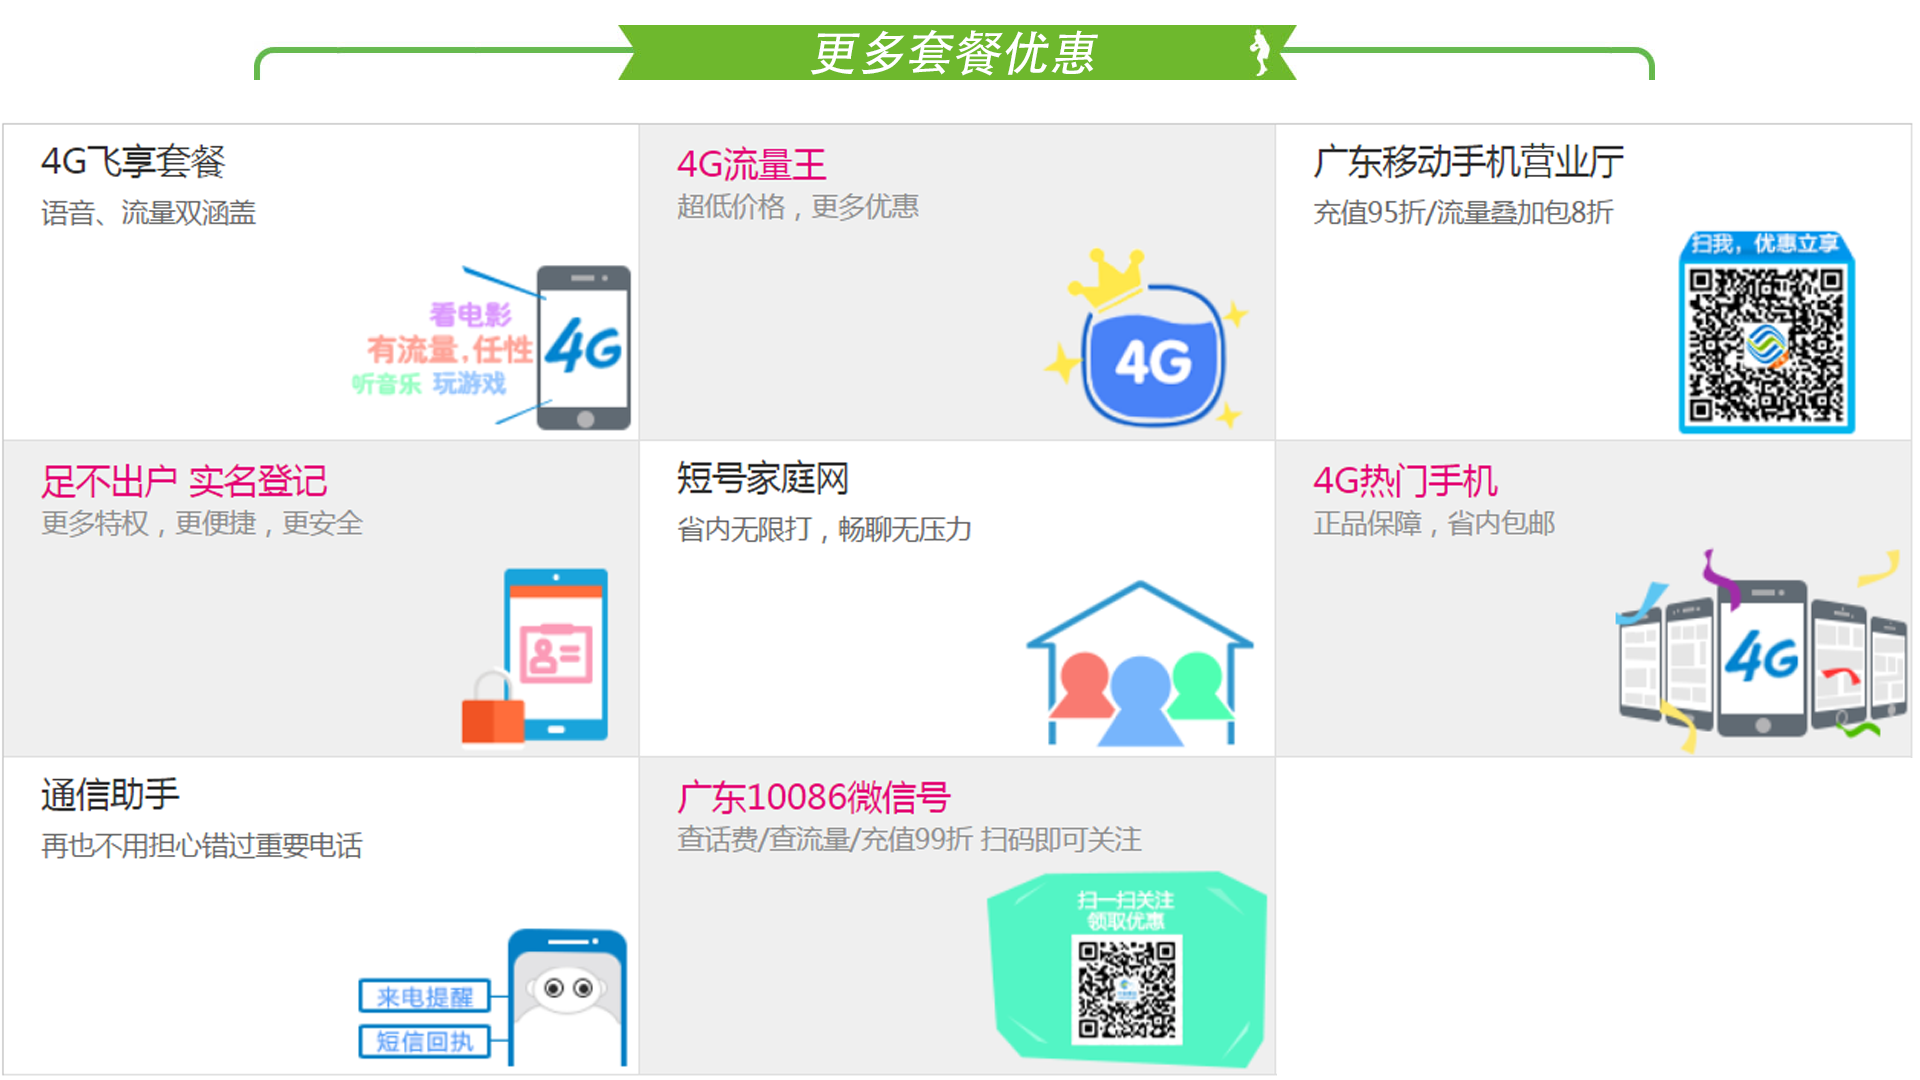 更多套餐优惠
4G飞享套餐
语音、流量双涵盖
看电影
有流量,任性
听音乐 玩游戏
4G
4G流量王
超低价格，更多优惠
4G
广东移动手机营业厅
充值95折/流量叠加包8折
扫我，优惠立享
足不出户 实名登记
更多特权，更便捷，更安全
短号家庭网
省内无限打，畅聊无压力
4G热门手机
正品保障，省内包邮
4G
通信助手
再也不用担心错过重要电话
来电提醒
短信回执
广东10086微信号
查话费/查流量/充值99折 扫码即可关注
扫一扫关注
领取优惠